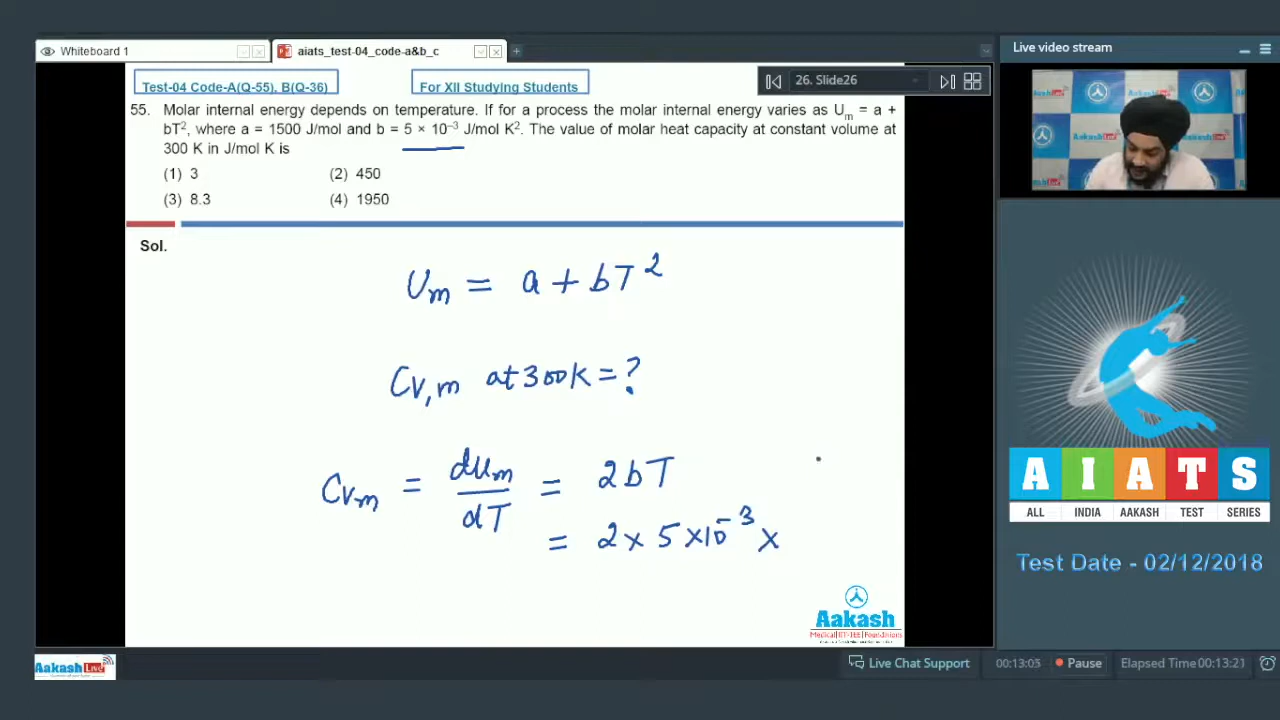 Whiteboard 1
aiats_test-04_code-a&b_c
Live video stream
Test-04 Code-A(Q-55), B(Q-36)
For XII Studying Students
26. Slide26
55. Molar internal energy depends on temperature. If for a process the molar internal energy varies as Um = a +
bT², where a = 1500 J/mol and b = 5 × 10⁻³ J/mol K². The value of molar heat capacity at constant volume at
300 K in J/mol K is
(1) 3 (2) 450
(3) 8.3 (4) 1950
Sol.
Um = a + bT²
Cv,m at 300K = ?
Cvm = dUm/dT = 2bT
= 2 × 5 × 10⁻³ ×
A I A T S
ALL INDIA AAKASH TEST SERIES
Test Date - 02/12/2018
Aakash
Medical|IIT-JEE|Foundations
AakashLive
Live Chat Support
00:13:05
Pause
Elapsed Time 00:13:21